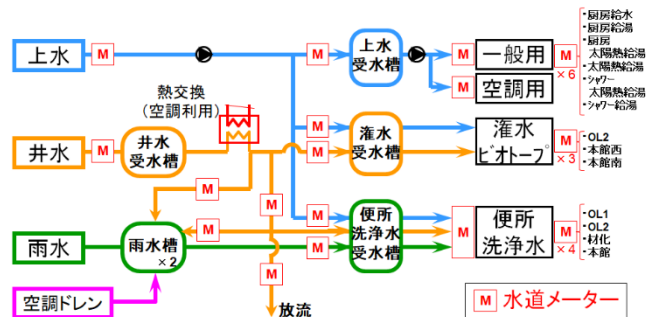 上水
M
M
上水
受水槽
M
一般用
M
×6
・厨房給水
・厨房給湯
・厨房
太陽熱給湯
・太陽熱給湯
・シャワー
太陽熱給湯
・シャワー給湯
M
空調用
熱交換
(空調利用)
井水
M
井水
受水槽
M
M
潅水
受水槽
潅水
ビオトープ
M
×3
・OL2
・本館西
・本館南
M
M
雨水
雨水槽
×2
M
M
M
便所
洗浄水
受水槽
M
便所
洗浄水
M
×4
・OL1
・OL2
・材化
・本館
M
空調ドレン
放流
M 水道メーター